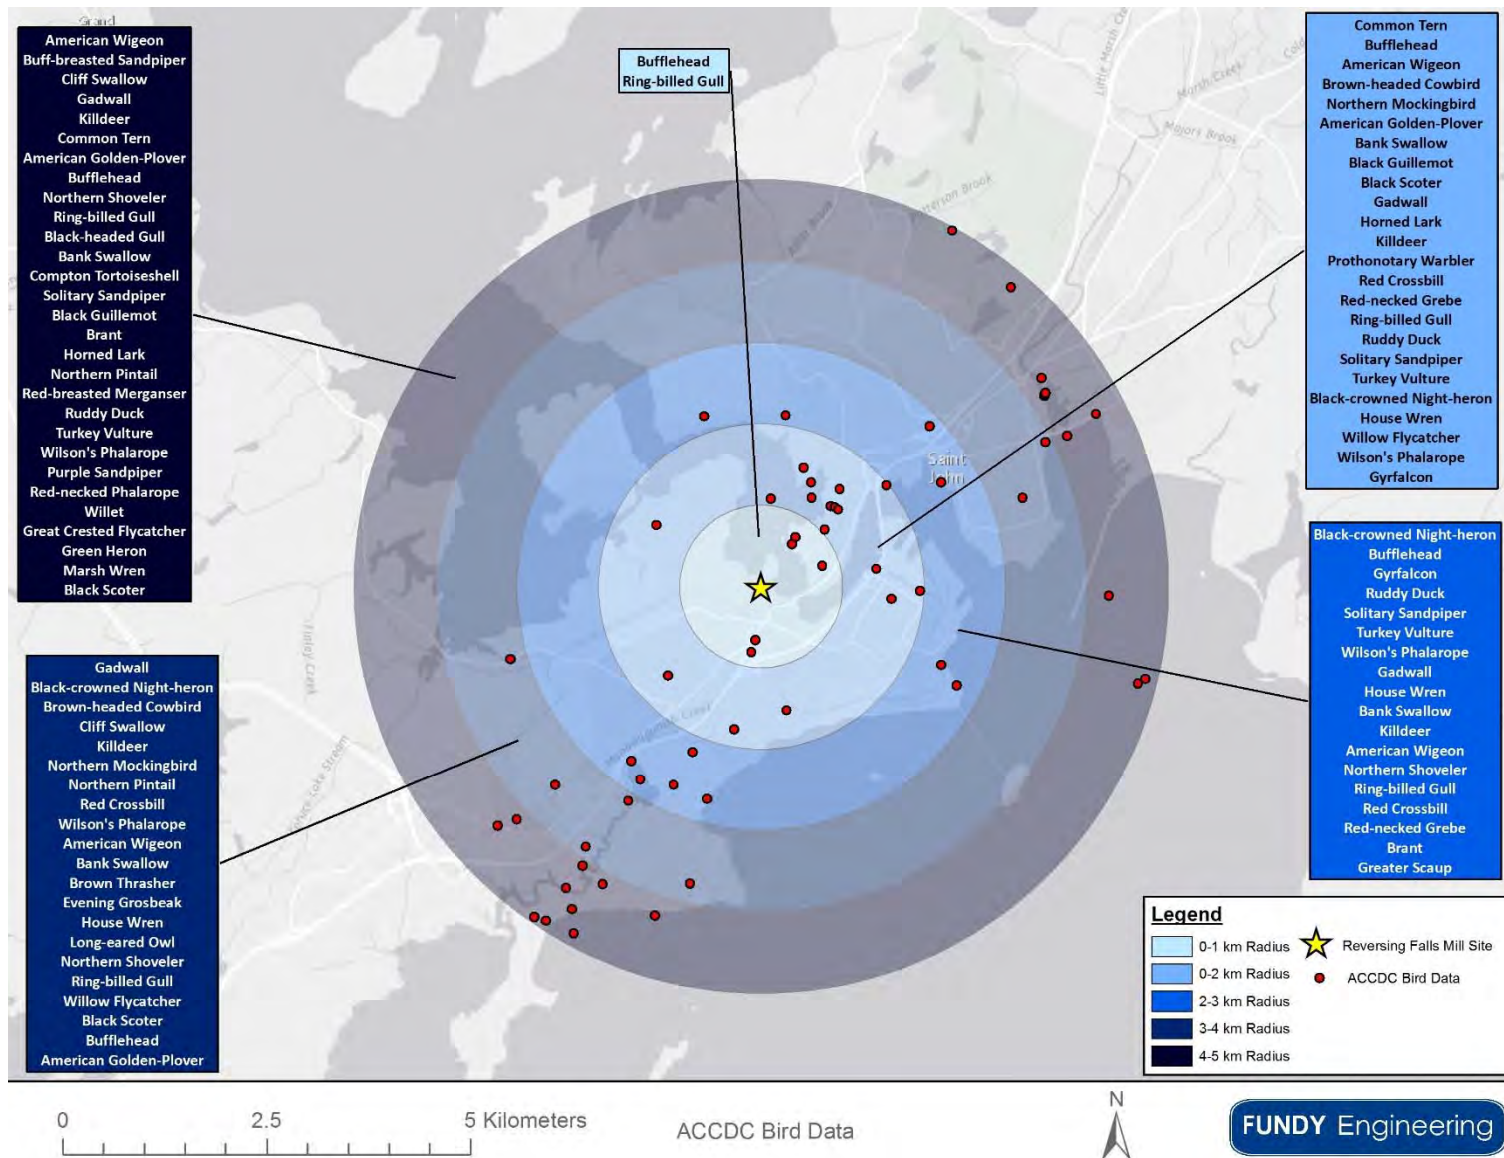 Grand
American Wigeon
Buff-breasted Sandpiper
Cliff Swallow
Gadwall
Killdeer
Common Tern
American Golden-Plover
Bufflehead
Northern Shoveler
Ring-billed Gull
Black-headed Gull
Bank Swallow
Compton Tortoiseshell
Solitary Sandpiper
Black Guillemot
Brant
Horned Lark
Northern Pintail
Red-breasted Merganser
Ruddy Duck
Turkey Vulture
Wilson's Phalarope
Purple Sandpiper
Red-necked Phalarope
Willet
Great Crested Flycatcher
Green Heron
Marsh Wren
Black Scoter
Bufflehead
Ring-billed Gull
Common Tern
Bufflehead
American Wigeon
Brown-headed Cowbird
Northern Mockingbird
American Golden-Plover
Bank Swallow
Black Guillemot
Black Scoter
Gadwall
Horned Lark
Killdeer
Prothonotary Warbler
Red Crossbill
Red-necked Grebe
Ring-billed Gull
Ruddy Duck
Solitary Sandpiper
Turkey Vulture
Black-crowned Night-heron
House Wren
Willow Flycatcher
Wilson's Phalarope
Gyrfalcon
Marsh Creek
Majors Brook
Saint
John
Gadwall
Black-crowned Night-heron
Brown-headed Cowbird
Cliff Swallow
Killdeer
Northern Mockingbird
Northern Pintail
Red Crossbill
Wilson's Phalarope
American Wigeon
Bank Swallow
Brown Thrasher
Evening Grosbeak
House Wren
Long-eared Owl
Northern Shoveler
Ring-billed Gull
Willow Flycatcher
Black Scoter
Bufflehead
American Golden-Plover
Black-crowned Night-heron
Bufflehead
Gyrfalcon
Ruddy Duck
Solitary Sandpiper
Turkey Vulture
Wilson's Phalarope
Gadwall
House Wren
Bank Swallow
Killdeer
American Wigeon
Northern Shoveler
Ring-billed Gull
Red Crossbill
Red-necked Grebe
Brant
Greater Scaup
Legend
0-1 km Radius
0-2 km Radius
2-3 km Radius
3-4 km Radius
4-5 km Radius
Reversing Falls Mill Site
ACCDC Bird Data
0 2.5 5 Kilometers
ACCDC Bird Data
N
FUNDY Engineering